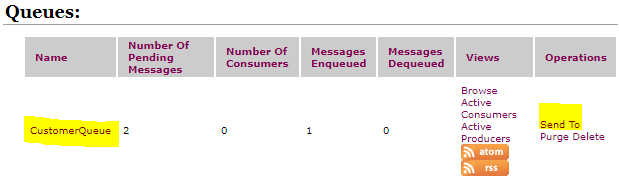 Queues:
Name
Number Of
Pending
Messages
Number Of
Consumers
Messages
Enqueued
Messages
Dequeued
Views
Operations
CustomerQueue
2
0
1
0
Browse
Active
Consumers
Active
Producers
atom
rss
Send To
Purge Delete